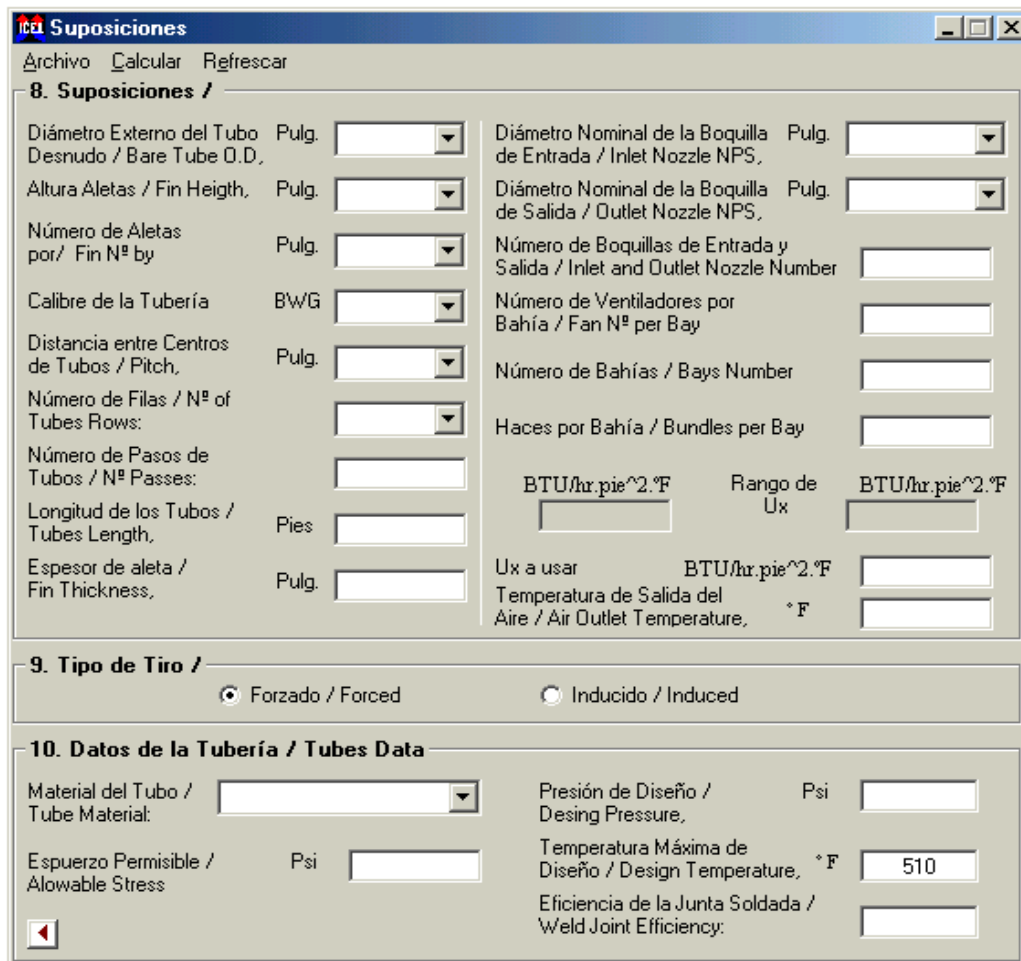 ICE1 Suposiciones
Archivo Calcular Refrescar
8. Suposiciones /
Diámetro Externo del Tubo Pulg.
Desnudo / Bare Tube O.D,
Altura Aletas / Fin Heigth, Pulg.
Número de Aletas
por/ Fin Nº by Pulg.
Calibre de la Tubería BWG
Distancia entre Centros
de Tubos / Pitch, Pulg.
Número de Filas / Nº of
Tubes Rows:
Número de Pasos de
Tubos / Nº Passes:
Longitud de los Tubos /
Tubes Length, Pies
Espesor de aleta /
Fin Thickness, Pulg.
Diámetro Nominal de la Boquilla Pulg.
de Entrada / Inlet Nozzle NPS,
Diámetro Nominal de la Boquilla Pulg.
de Salida / Outlet Nozzle NPS,
Número de Boquillas de Entrada y
Salida / Inlet and Outlet Nozzle Number
Número de Ventiladores por
Bahía / Fan Nº per Bay
Número de Bahías / Bays Number
Haces por Bahía / Bundles per Bay
BTU/hr.pie^2.ºF Rango de BTU/hr.pie^2.ºF
Ux
Ux a usar BTU/hr.pie^2.ºF
Temperatura de Salida del
Aire / Air Outlet Temperature, ° F
9. Tipo de Tiro /
Forzado / Forced Inducido / Induced
10. Datos de la Tubería / Tubes Data
Material del Tubo /
Tube Material:
Espuerzo Permisible / Psi
Alowable Stress
Presión de Diseño / Psi
Desing Pressure,
Temperatura Máxima de
Diseño / Design Temperature, ° F 510
Eficiencia de la Junta Soldada /
Weld Joint Efficiency: